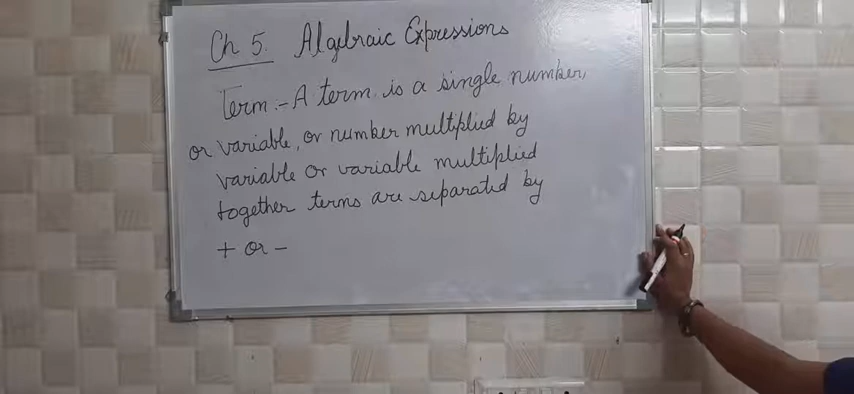 Ch 5. Algebraic Expressions
Term :- A term is a single number,
or variable, or number multiplied by
variable or variable multiplied
together terms are separated by
+ or -